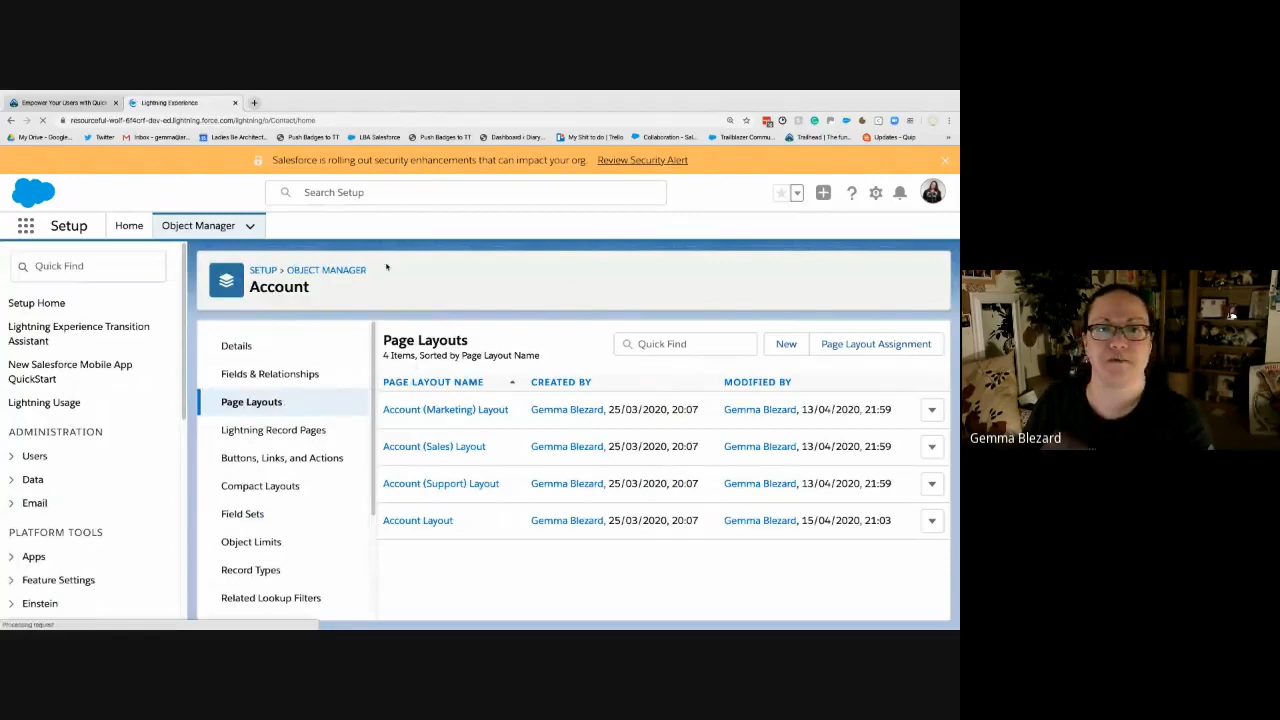 Empower Your Users with Quick
Lightning Experience
resourceful-wolf-6f4crf-dev-ed.lightning.force.com/lightning/o/Contact/home
My Drive - Google...
Twitter
Inbox - gemma@ar...
Ladies Be Architect...
Push Badges to TT
LBA Salesforce
Push Badges to TT
Dashboard | Diary...
My Shit to do | Trello
Collaboration - Sal...
Trailblazer Commu...
Trailhead | The fun...
Updates - Quip
Salesforce is rolling out security enhancements that can impact your org. Review Security Alert
Search Setup
Setup
Home
Object Manager
Quick Find
Setup Home
Lightning Experience Transition
Assistant
New Salesforce Mobile App
QuickStart
Lightning Usage
ADMINISTRATION
Users
Data
Email
PLATFORM TOOLS
Apps
Feature Settings
Einstein
Processing request
SETUP > OBJECT MANAGER
Account
Details
Fields & Relationships
Page Layouts
Lightning Record Pages
Buttons, Links, and Actions
Compact Layouts
Field Sets
Object Limits
Record Types
Related Lookup Filters
Page Layouts
4 Items, Sorted by Page Layout Name
Quick Find
New
Page Layout Assignment
PAGE LAYOUT NAME CREATED BY MODIFIED BY
Account (Marketing) Layout Gemma Blezard, 25/03/2020, 20:07 Gemma Blezard, 13/04/2020, 21:59
Account (Sales) Layout Gemma Blezard, 25/03/2020, 20:07 Gemma Blezard, 13/04/2020, 21:59
Account (Support) Layout Gemma Blezard, 25/03/2020, 20:07 Gemma Blezard, 13/04/2020, 21:59
Account Layout Gemma Blezard, 25/03/2020, 20:07 Gemma Blezard, 15/04/2020, 21:03
Gemma Blezard